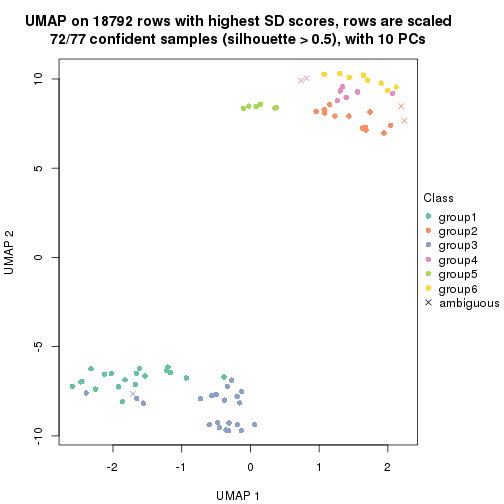 UMAP on 18792 rows with highest SD scores, rows are scaled
72/77 confident samples (silhouette > 0.5), with 10 PCs
10
5
0
-5
-10
UMAP 2
-2
-1
0
1
2
UMAP 1
Class
group1
group2
group3
group4
group5
group6
ambiguous